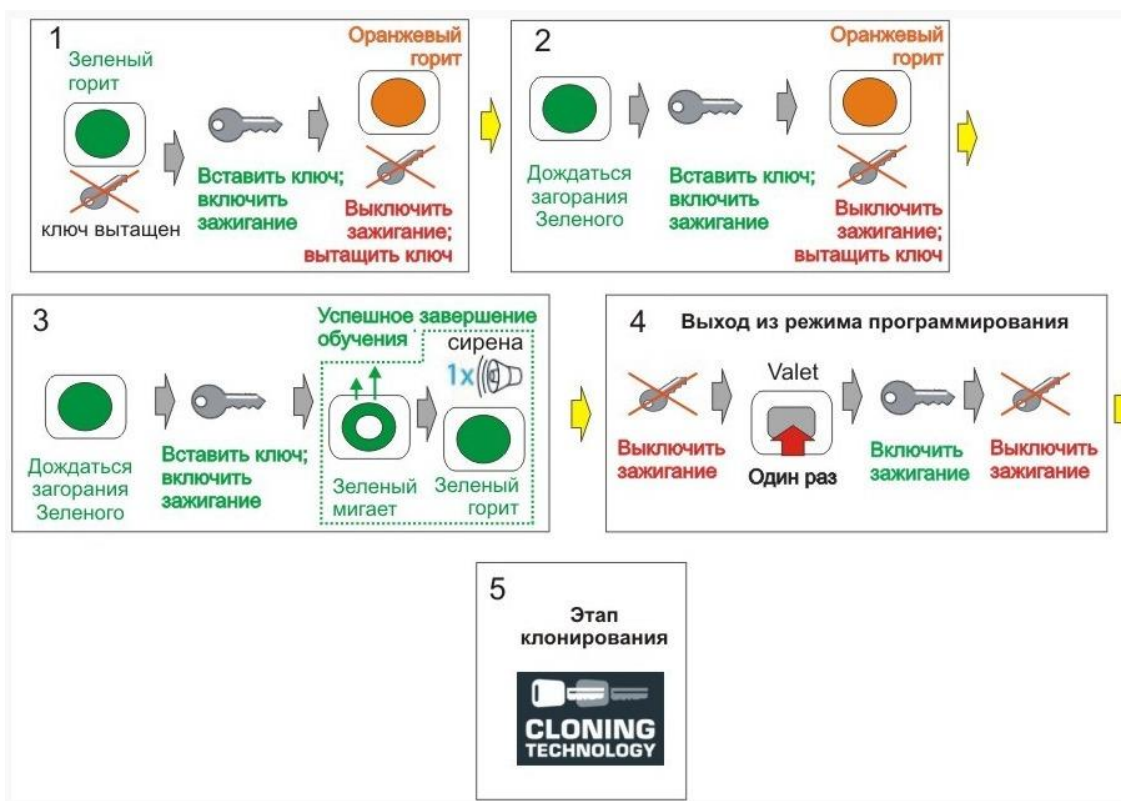 1
Зеленый
горит
ключ вытащен
Вставить ключ;
включить
зажигание
Оранжевый
горит
Выключить
зажигание;
вытащить ключ
2
Дождаться
загорания
Зеленого
Вставить ключ;
включить
зажигание
Оранжевый
горит
Выключить
зажигание;
вытащить ключ
3
Дождаться
загорания
Зеленого
Вставить ключ;
включить
зажигание
Успешное завершение
обучения
сирена
1x
Зеленый
мигает
Зеленый
горит
4
Выход из режима программирования
Выключить
зажигание
Valet
Один раз
Включить
зажигание
Выключить
зажигание
5
Этап
клонирования
CLONING
TECHNOLOGY